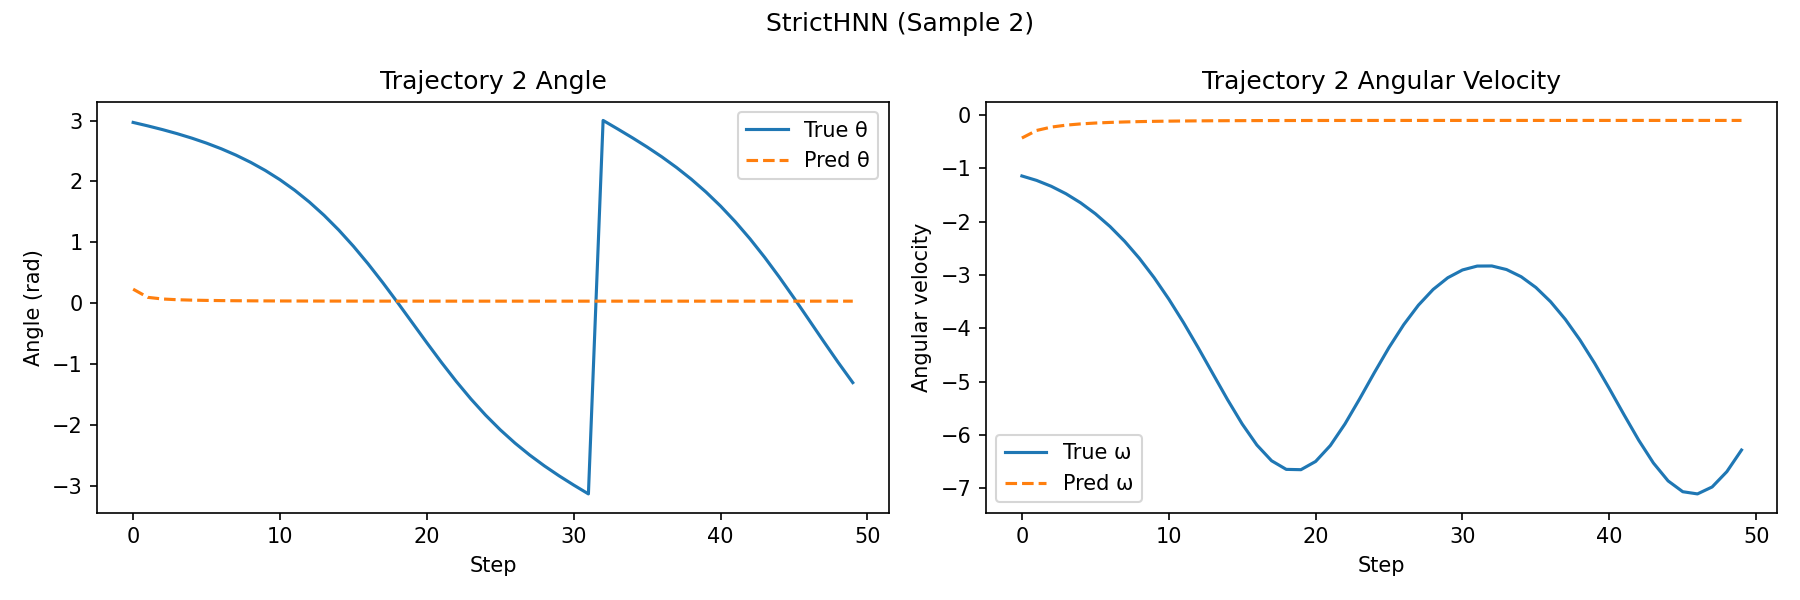 StrictHNN (Sample 2)
Trajectory 2 Angle
3
2
1
0
−1
−2
−3
Angle (rad)
0
10
20
30
40
50
Step
True θ
Pred θ
Trajectory 2 Angular Velocity
0
−1
−2
−3
−4
−5
−6
−7
Angular velocity
0
10
20
30
40
50
Step
True ω
Pred ω